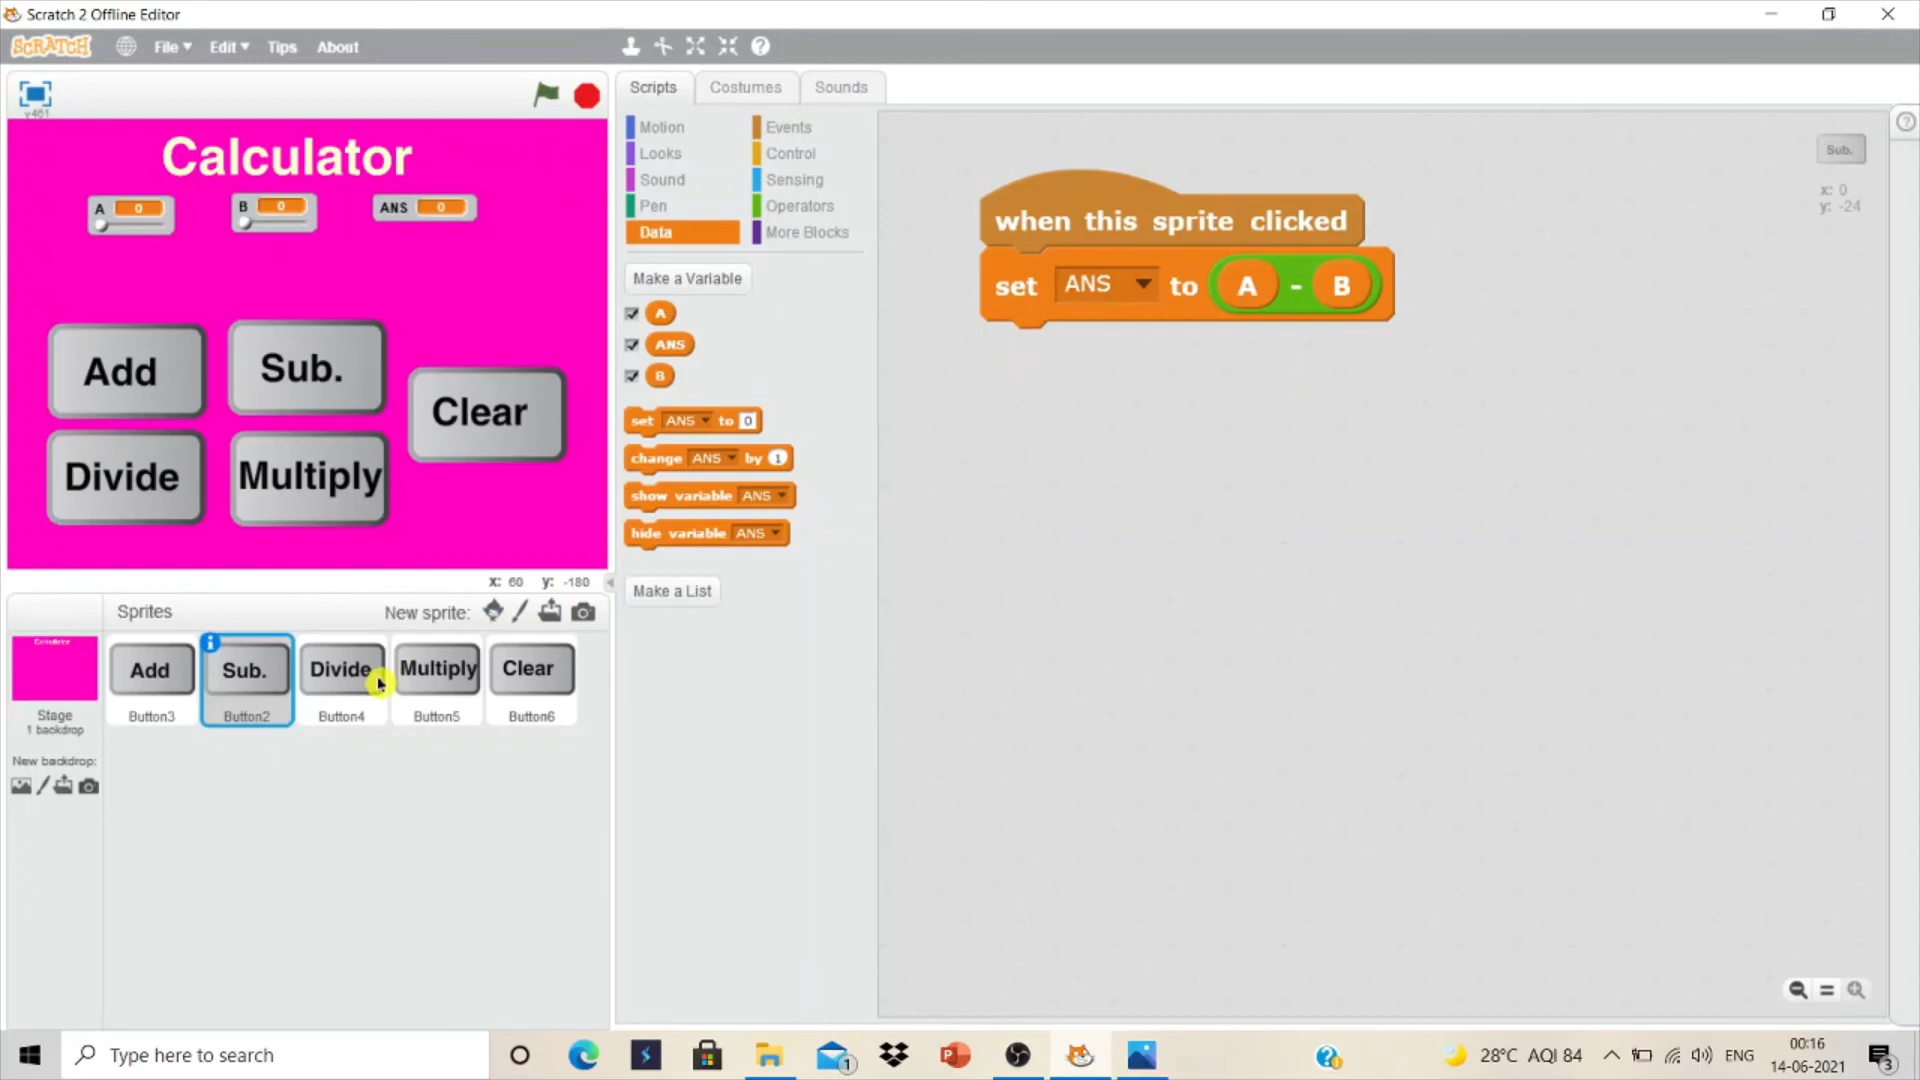 Scratch 2 Offline Editor
SCRATCH File Edit Tips About
v461
Calculator
A 0 B 0 ANS 0
Add Sub.
Clear
Divide Multiply
x: 60 y: -180
Sprites New sprite:
Calculator
Stage
1 backdrop
New backdrop:
Add Sub. Divide Multiply Clear
Button3 Button2 Button4 Button5 Button6
Scripts Costumes Sounds
Motion Events
Looks Control
Sound Sensing
Pen Operators
Data More Blocks
Make a Variable
A
ANS
B
set ANS to 0
change ANS by 1
show variable ANS
hide variable ANS
Make a List
when this sprite clicked
set ANS to A - B
Sub.
x: 0
y: -24
Type here to search
1
28°C AQI 84 ENG
00:16
14-06-2021
3